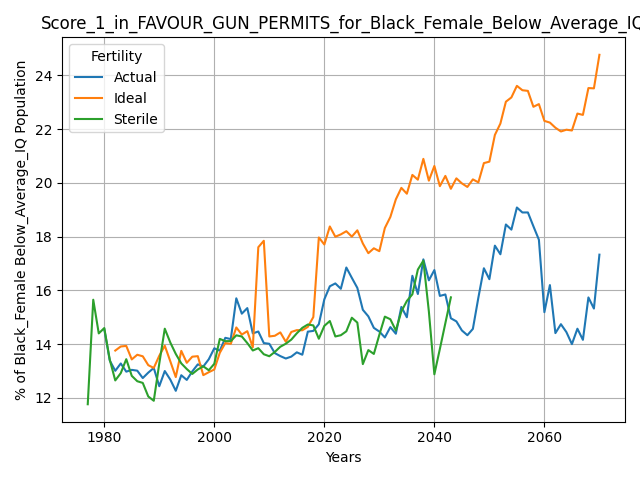 Score_1_in_FAVOUR_GUN_PERMITS_for_Black_Female_Below_Average_IQ
Fertility
Actual
Ideal
Sterile
% of Black_Female Below_Average_IQ Population
24
22
20
18
16
14
12
1980 2000 2020 2040 2060
Years